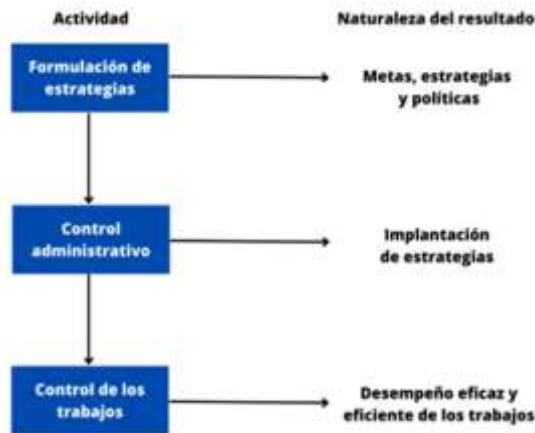 Actividad
Naturaleza del resultado
Formulación de
estrategias
Metas, estrategias
y políticas
Control
administrativo
Implantación
de estrategias
Control de los
trabajos
Desempeño eficaz y
eficiente de los trabajos